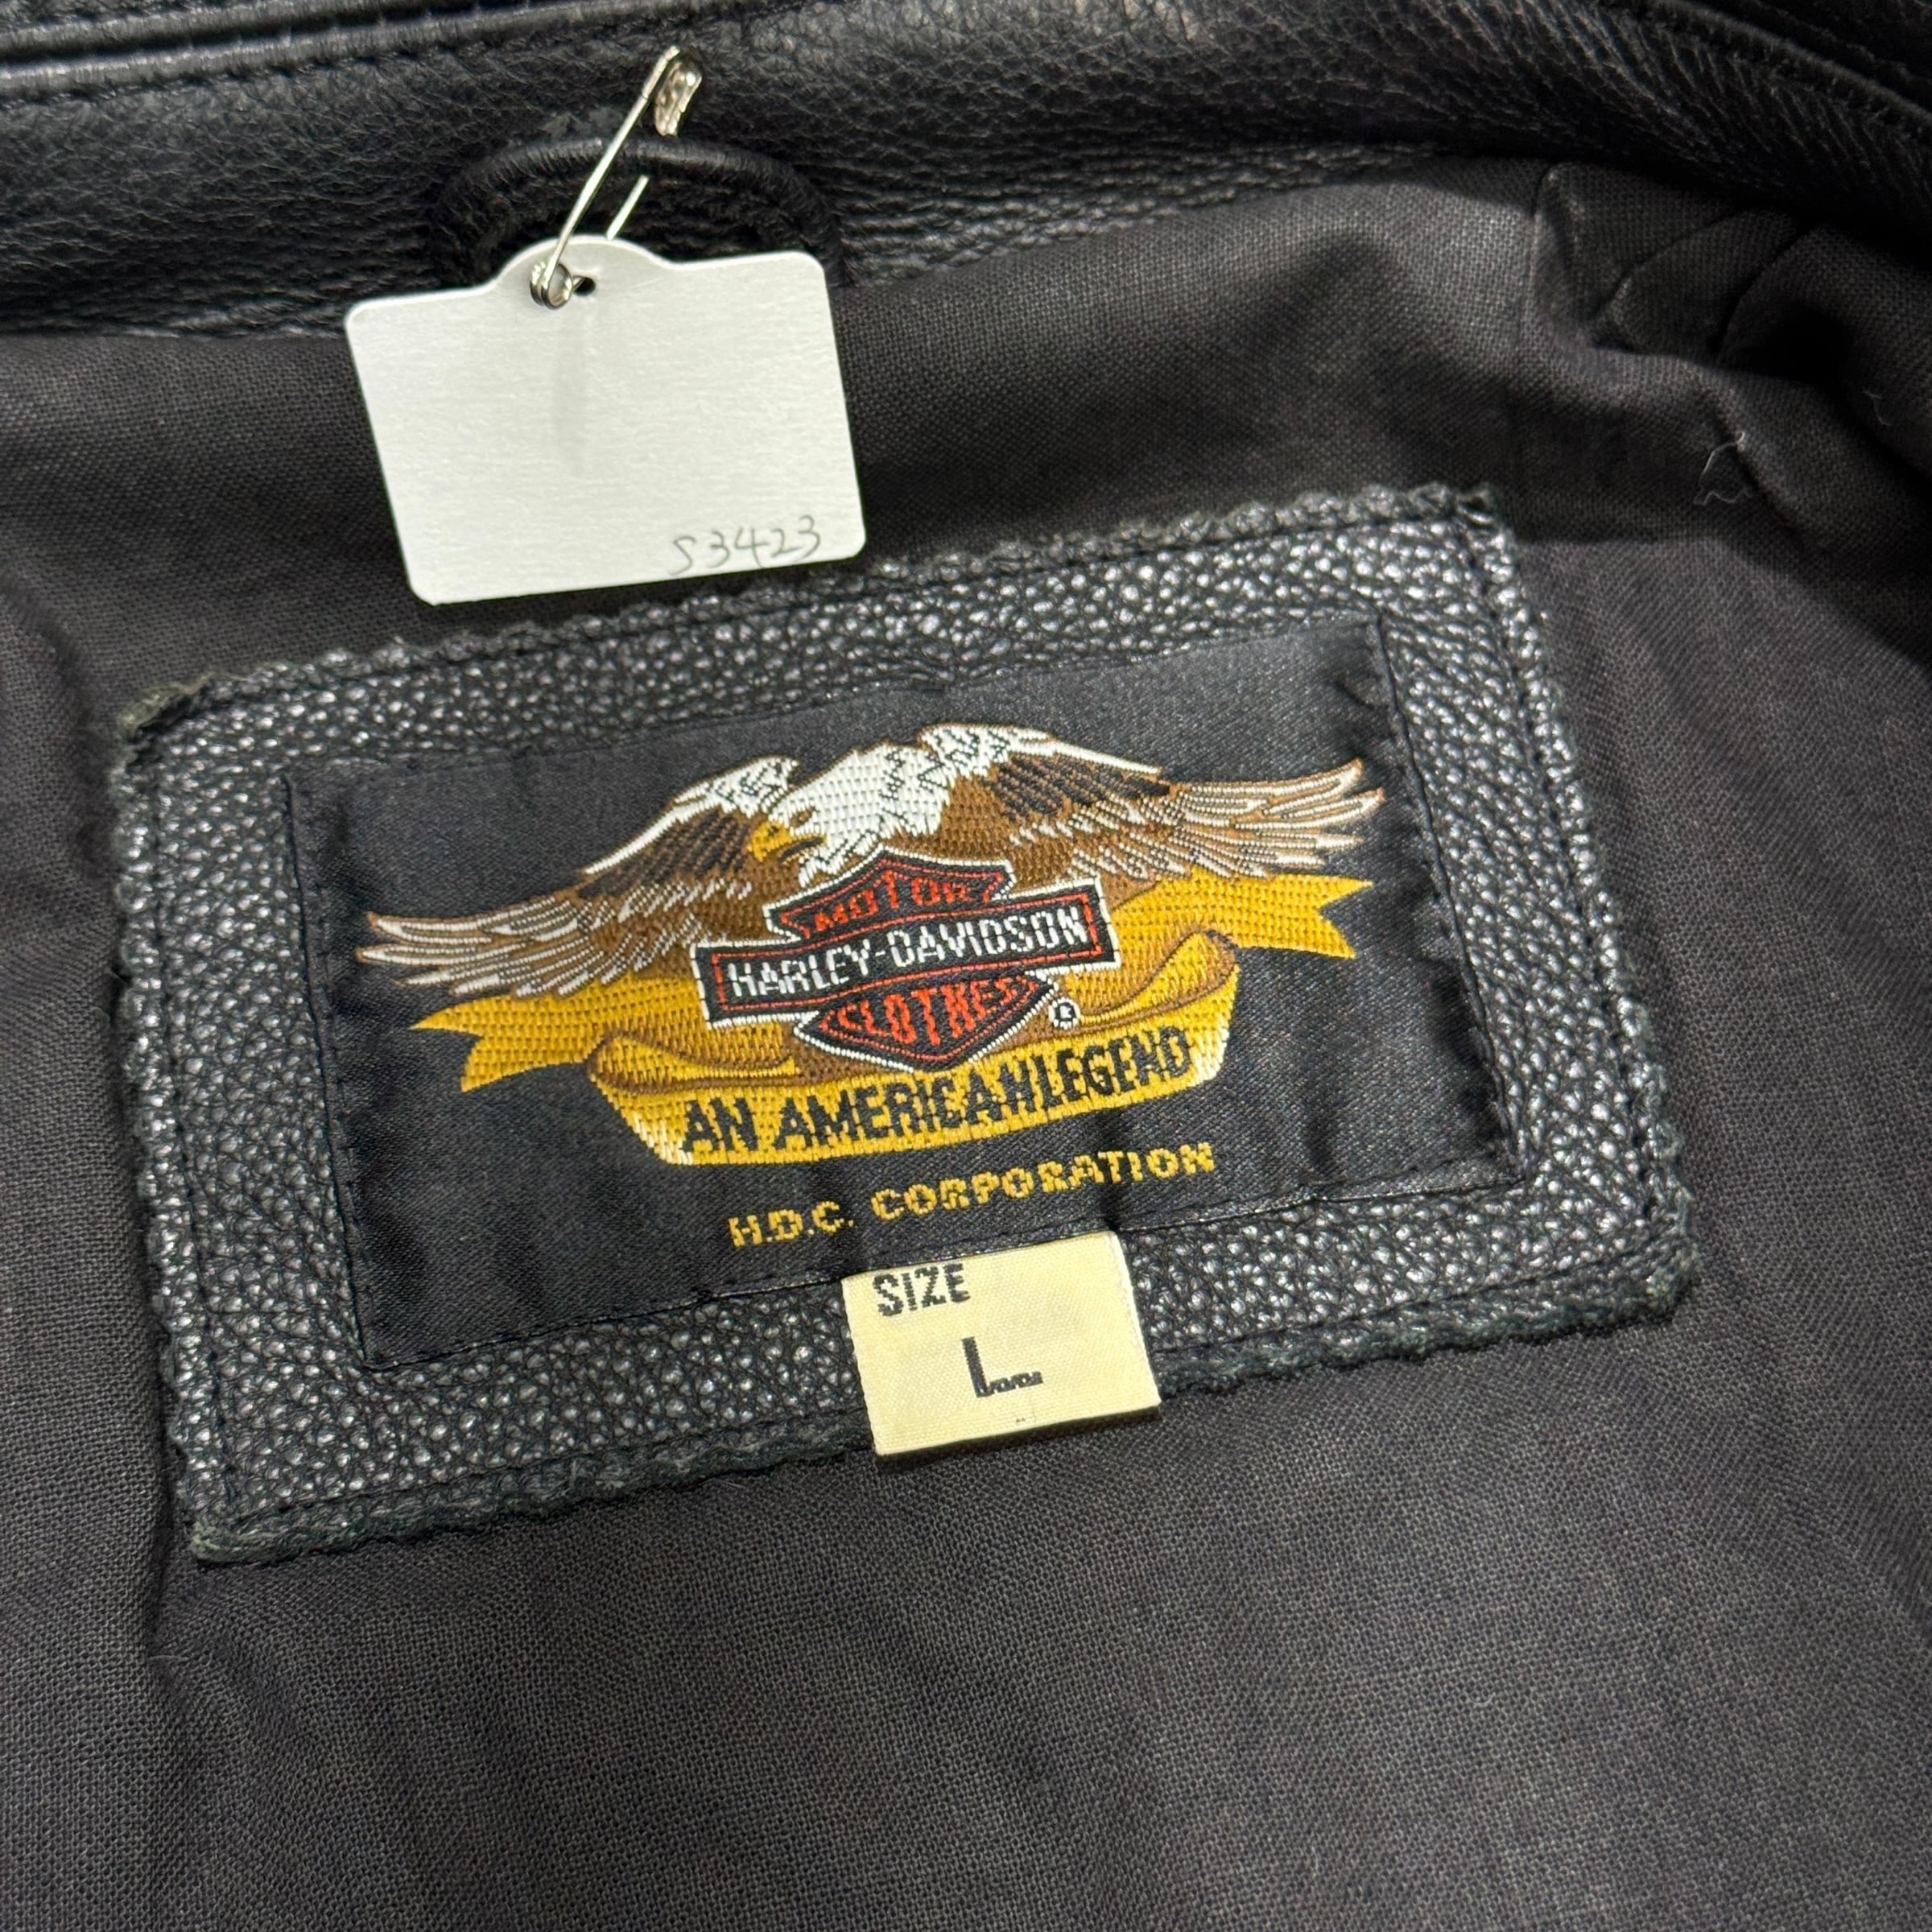 S3423
MOTOR
HARLEY-DAVIDSON
CLOTHES
®
AN AMERICAN LEGEND
H.D.C. CORPORATION
SIZE
L